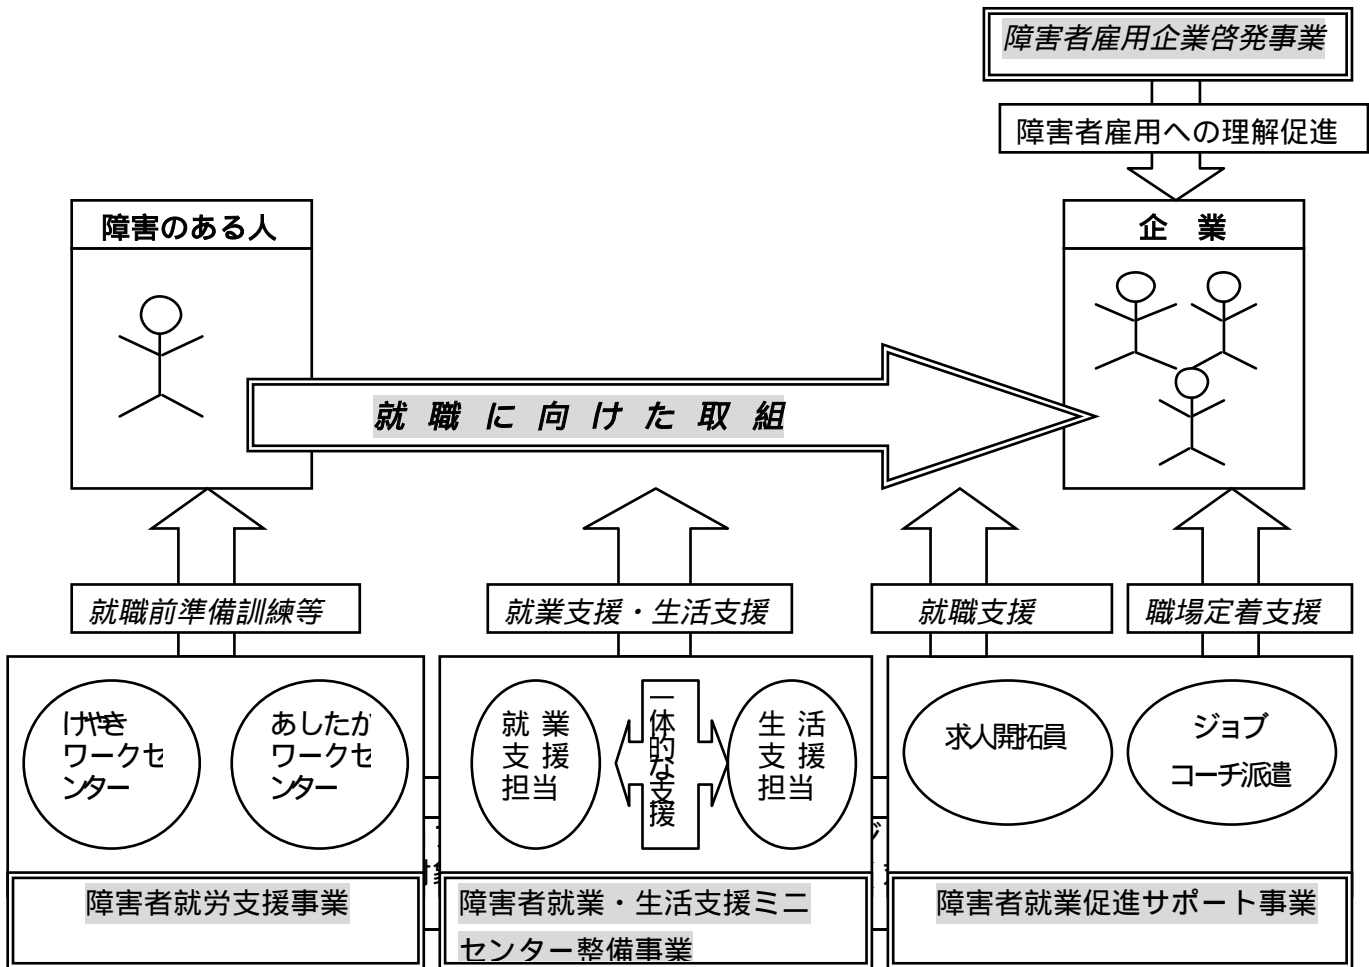 障害者雇用企業啓発事業
障害者雇用への理解促進
障害のある人
企　業
就 職 に 向 け た 取 組
就職前準備訓練等
就業支援・生活支援
就職支援
職場定着支援
けやき
ワークセ
ンター
あしたか
ワークセ
ンター
就 業
支 援
担当
一体的な支援
生 活
支 援
担当
求人開拓員
ジョブ
コーチ派遣
障害者就労支援事業
障害者就業・生活支援ミニ
センター整備事業
障害者就業促進サポート事業